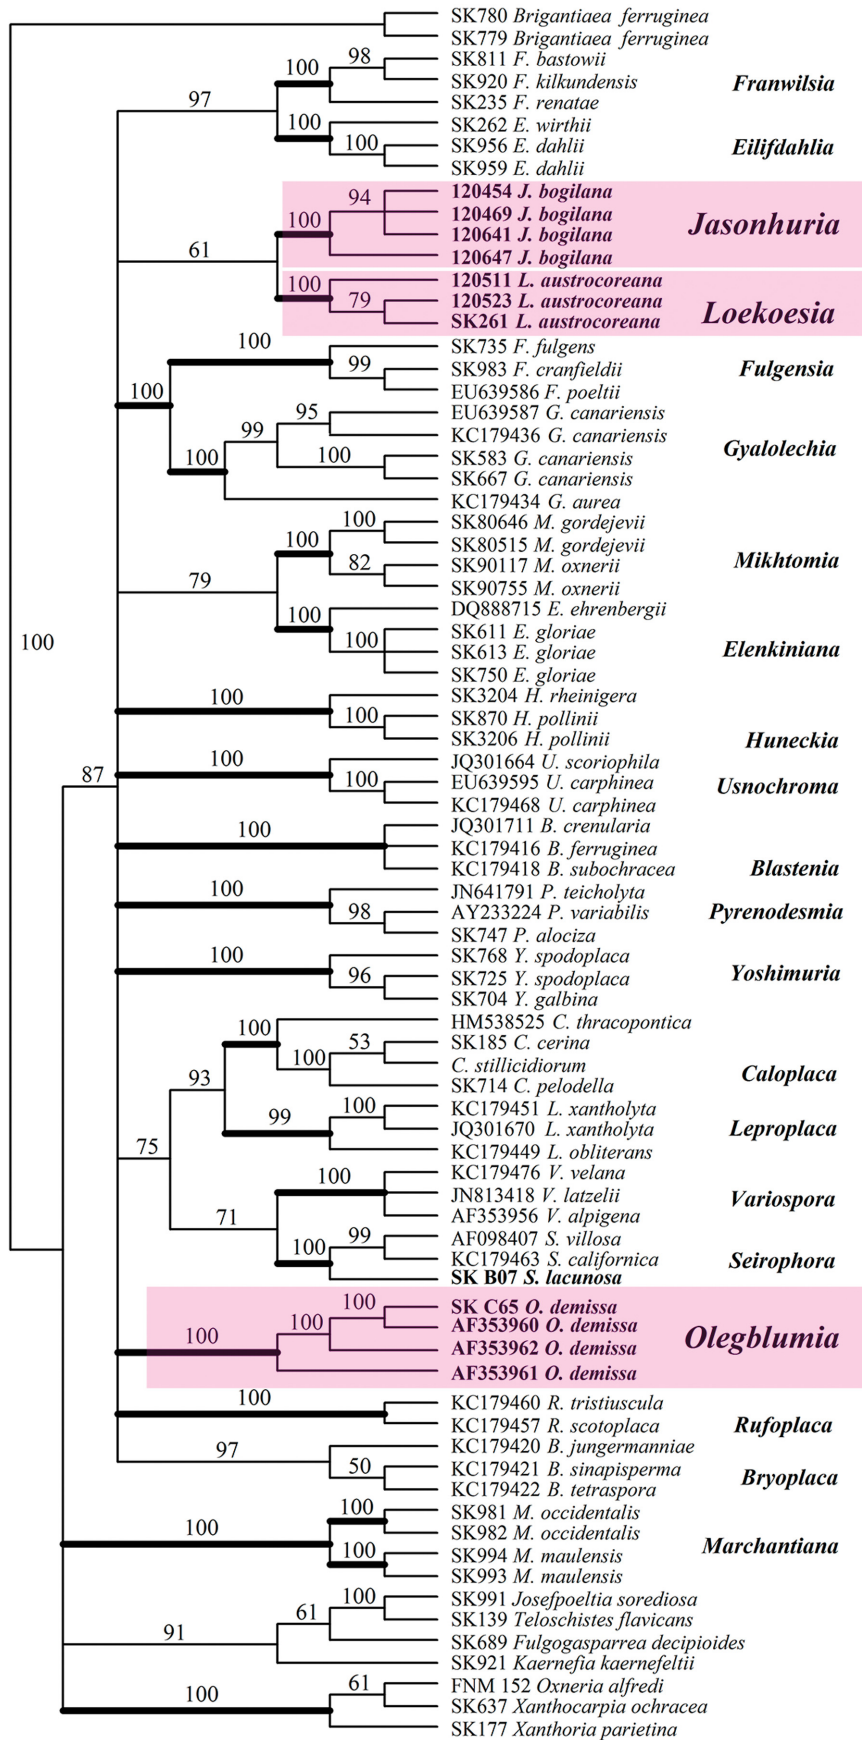 SK780 Brigantiaea ferruginea
SK779 Brigantiaea ferruginea
SK811 F. bastowii
98
100
SK920 F. kilkundensis
Franwilsia
97
SK235 F. renatae
SK262 E. wirthii
100
SK956 E. dahlii
100
Eilifdahlia
SK959 E. dahlii
120454 J. bogilana
94
120469 J. bogilana
100
Jasonhuria
120641 J. bogilana
61
120647 J. bogilana
120511 L. austrocoreana
100
120523 L. austrocoreana
79
Loekoesia
SK261 L. austrocoreana
SK735 F. fulgens
100
SK983 F. cranfieldii
99
Fulgensia
100
EU639586 F. poeltii
EU639587 G. canariensis
95
KC179436 G. canariensis
99
Gyalolechia
SK583 G. canariensis
100
100
SK667 G. canariensis
KC179434 G. aurea
SK80646 M. gordejevii
100
SK80515 M. gordejevii
100
Mikhtomia
SK90117 M. oxnerii
82
79
SK90755 M. oxnerii
DQ888715 E. ehrenbergii
100
SK611 E. gloriae
100
SK613 E. gloriae
Elenkiniana
100
SK750 E. gloriae
SK3204 H. rheinigera
100
SK870 H. pollinii
100
SK3206 H. pollinii
Huneckia
JQ301664 U. scoriophila
100
87
EU639595 U. carphinea
100
Usnochroma
KC179468 U. carphinea
JQ301711 B. crenularia
100
KC179416 B. ferruginea
KC179418 B. subochracea
Blastenia
JN641791 P. teicholyta
100
AY233224 P. variabilis
98
Pyrenodesmia
SK747 P. alociza
SK768 Y. spodoplaca
100
SK725 Y. spodoplaca
96
Yoshimuria
SK704 Y. galbina
HM538525 C. thracopontica
100
SK185 C. cerina
53
C. stillicidiorum
100
Caloplaca
93
SK714 C. pelodella
KC179451 L. xantholyta
100
JQ301670 L. xantholyta
99
Leproplaca
75
KC179449 L. obliterans
KC179476 V. velana
100
JN813418 V. latzelii
Variospora
71
AF353956 V. alpigena
AF098407 S. villosa
99
KC179463 S. californica
100
Seirophora
SK B07 S. lacunosa
SK C65 O. demissa
100
AF353960 O. demissa
100
100
Olegblumia
AF353962 O. demissa
AF353961 O. demissa
KC179460 R. tristiuscula
100
KC179457 R. scotoplaca
Rufoplaca
KC179420 B. jungermanniae
97
KC179421 B. sinapisperma
50
Bryoplaca
KC179422 B. tetraspora
SK981 M. occidentalis
100
SK982 M. occidentalis
100
Marchantiana
SK994 M. maulensis
100
SK993 M. maulensis
SK991 Josefpoeltia sorediosa
100
SK139 Teloschistes flavicans
61
91
SK689 Fulgogasparrea decipioides
SK921 Kaernefia kaernefeltii
FNM 152 Oxneria alfredi
61
100
SK637 Xanthocarpia ochracea
SK177 Xanthoria parietina